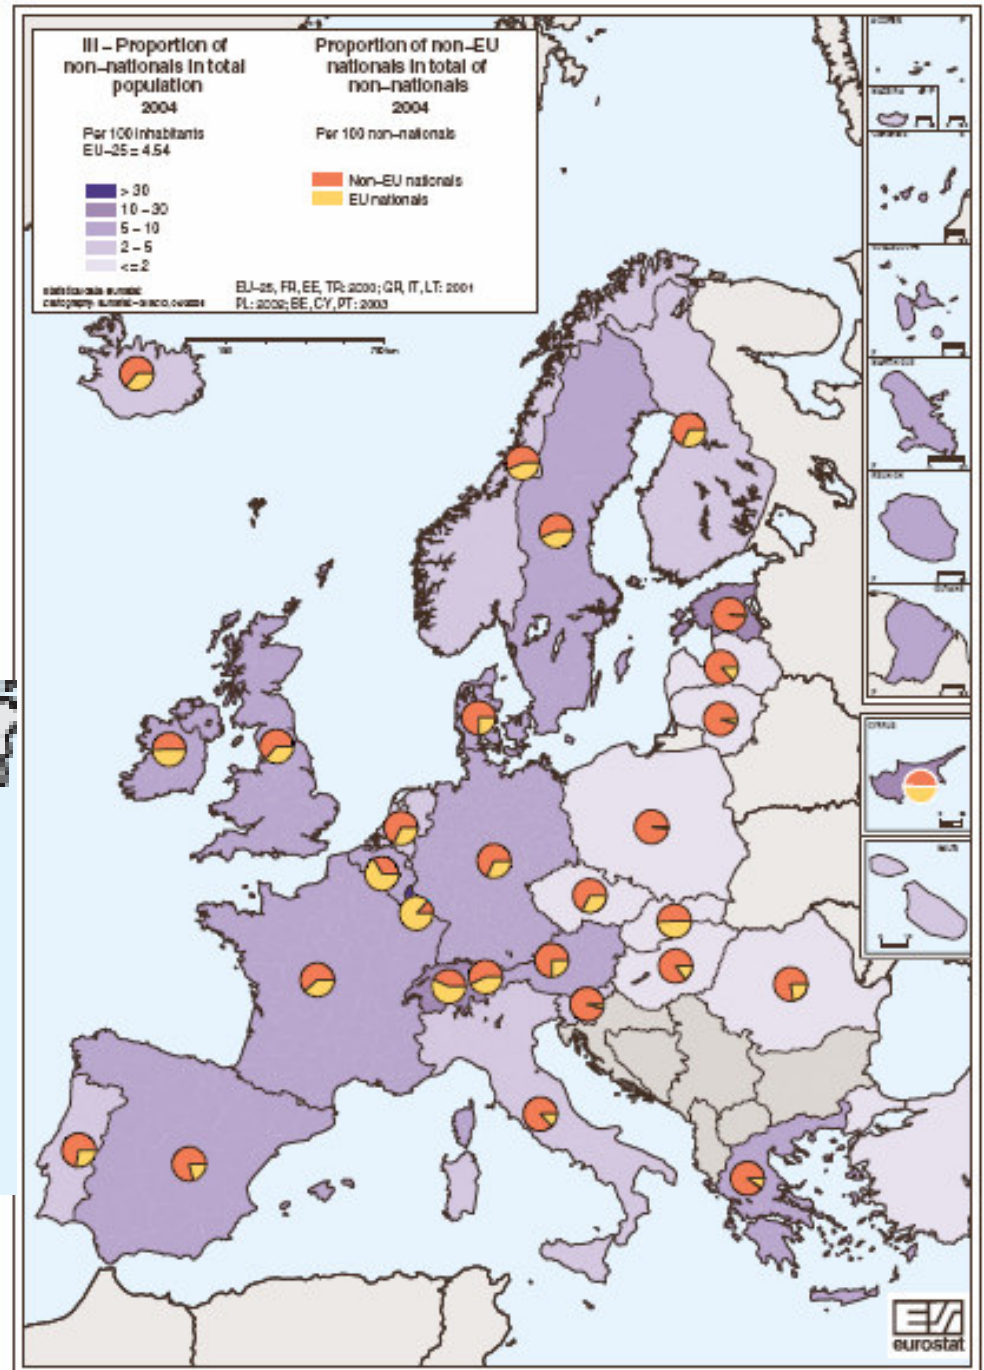 III – Proportion of
non–nationals in total
population
2004
Per 100 inhabitants
EU–25 = 4.54
> 30
10 – 30
5 – 10
2 – 5
<= 2
Proportion of non–EU
nationals in total of
non–nationals
2004
Per 100 non–nationals
Non–EU nationals
EU nationals
EU–25, FR, EE, TR: 2000; GR, IT, LT: 2001
PL: 2002; BE, CY, PT: 2003
CYPRUS
eurostat